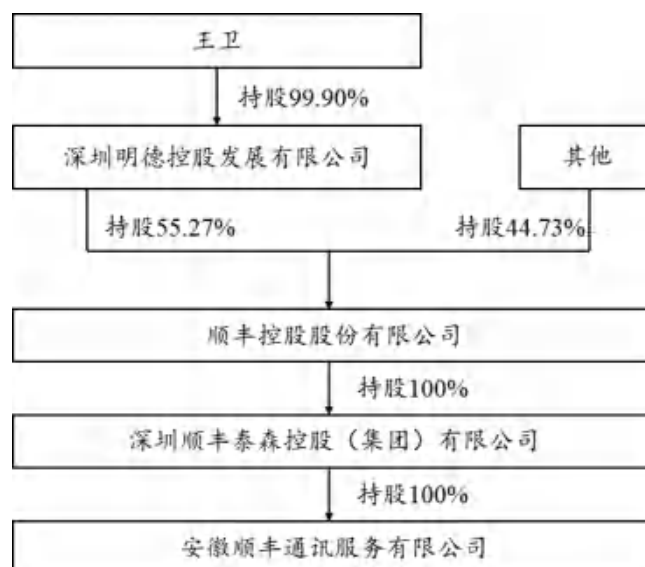 王卫
持股99.90%
深圳明德控股发展有限公司
其他
持股55.27%
持股44.73%
顺丰控股股份有限公司
持股100%
深圳顺丰泰森控股（集团）有限公司
持股100%
安徽顺丰通讯服务有限公司